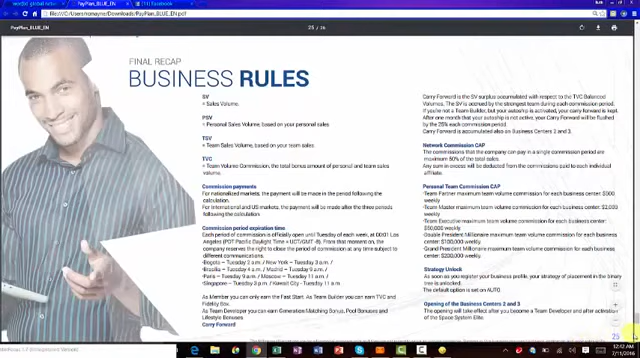 PayPlan_BLUE_EN
[11] Facebook
file:///C:/Users/romayne/Downloads/PayPlan_BLUE_EN.pdf
PayPlan_BLUE_EN
25 / 26
FINAL RECAP
BUSINESS RULES
SV
= Sales Volume.
PSV
= Personal Sales Volume, based on your personal sales
TSV
= Team Sales Volume, based on your team sales.
TVC
= Team Volume Commission, the total bonus amount of personal and team sales
volume.
Commission payments
For nationalized markets, the payment will be made in the period following the
calculation.
For international and US markets, the payment will be made after the three periods
following the calculation.
Commission period expiration time
Each period of commission is officially open until Tuesday of each week, at 00:01 Los
Angeles (PDT Pacific Daylight Time = UTC/GMT -8). From that moment on, the
company reserves the right to close the period of commission at any time subject to
different communications.
•Bogota – Tuesday 2 a.m. / New York – Tuesday 3 a.m.
•Brasilia – Tuesday 4 a.m. / Madrid – Tuesday 9 a.m.
•Paris – Tuesday 9 a.m. / Moscow – Tuesday 11 a.m.
•Singapore – Tuesday 3 p.m. / Kuwait City - Tuesday 11 a.m.
As Member you can only earn the Fast Start. As Team Builder you can earn TVC and
Fidelity Box.
As Team Developer you can earn Generation Matching Bonus, Pool Bonuses and
Lifestyle Bonuses
Carry Forward
Carry Forward is the SV surplus accumulated with respect to the TVC Balanced
Volumes. The SV is accrued by the strongest team during each commission period.
If you're not a Team Builder, but your autoship is activated, your carry forward is kept.
After one month that your autoship is not active, your Carry Forward will be flushed
by the 25% each commission period.
Carry Forward is accumulated also on Business Centers 2 and 3.
Network Commission CAP
The commissions that the company can pay in a single commission period are
maximum 50% of the total sales.
Any sum in excess will be deducted from the commissions paid to each individual
affiliate.
Personal Team Commission CAP
•Team Partner maximum team volume commission for each business center:
weekly
•Team Master maximum team volume commission for each business center: $2,000
weekly
•Team Executive maximum team volume commission for each business center:
weekly
•Double President Millionaire maximum team volume commission for each business
center: $100,000 weekly
•Grand President Millionaire maximum team volume commission for each business
center: $200,000 weekly
Strategy Unlock
As soon as you register your business profile, your strategy of placement in the binary
tree is unlocked.
The default option is set on AUTO.
Opening of the Business Centers 2 and 3
The opening will take effect after you become a Team Developer and after activation
of the Space System Elite.
25
12:42 AM